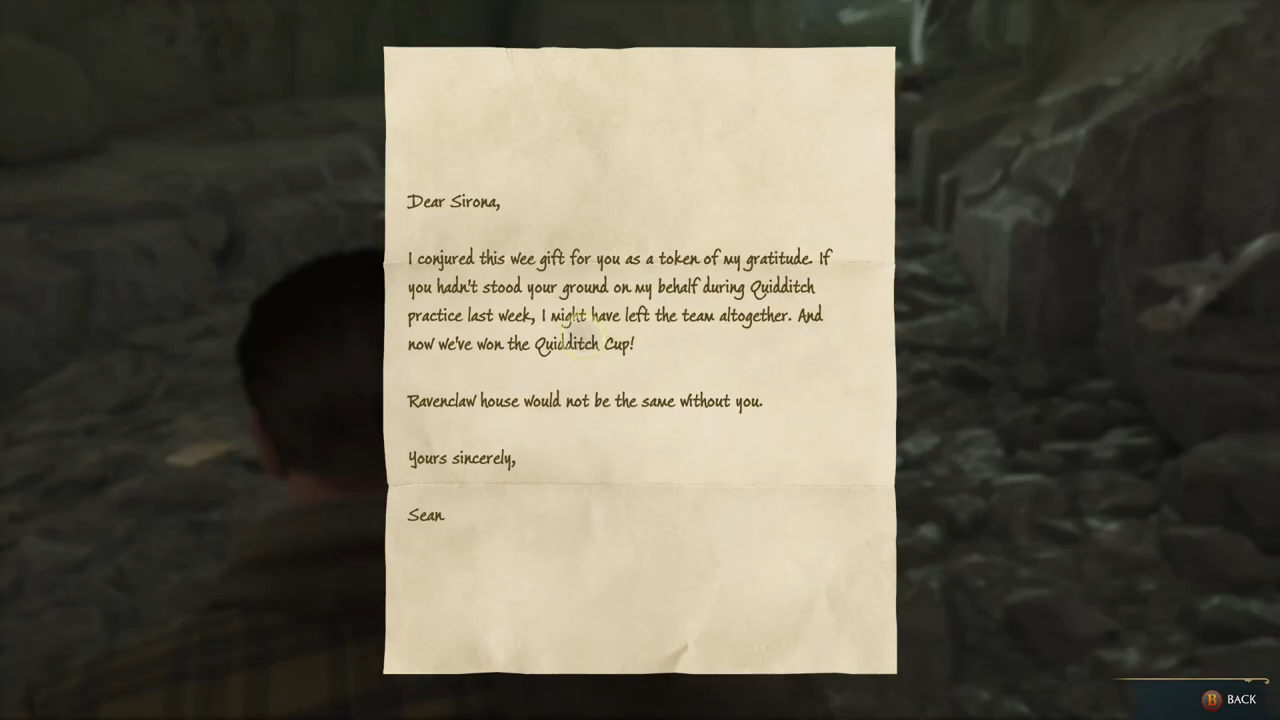 Dear Sirona,
I conjured this wee gift for you as a token of my gratitude. If
you hadn't stood your ground on my behalf during Quidditch
practice last week, I might have left the team altogether. And
now we've won the Quidditch Cup!
Ravenclaw house would not be the same without you.
Yours sincerely,
Sean
B BACK